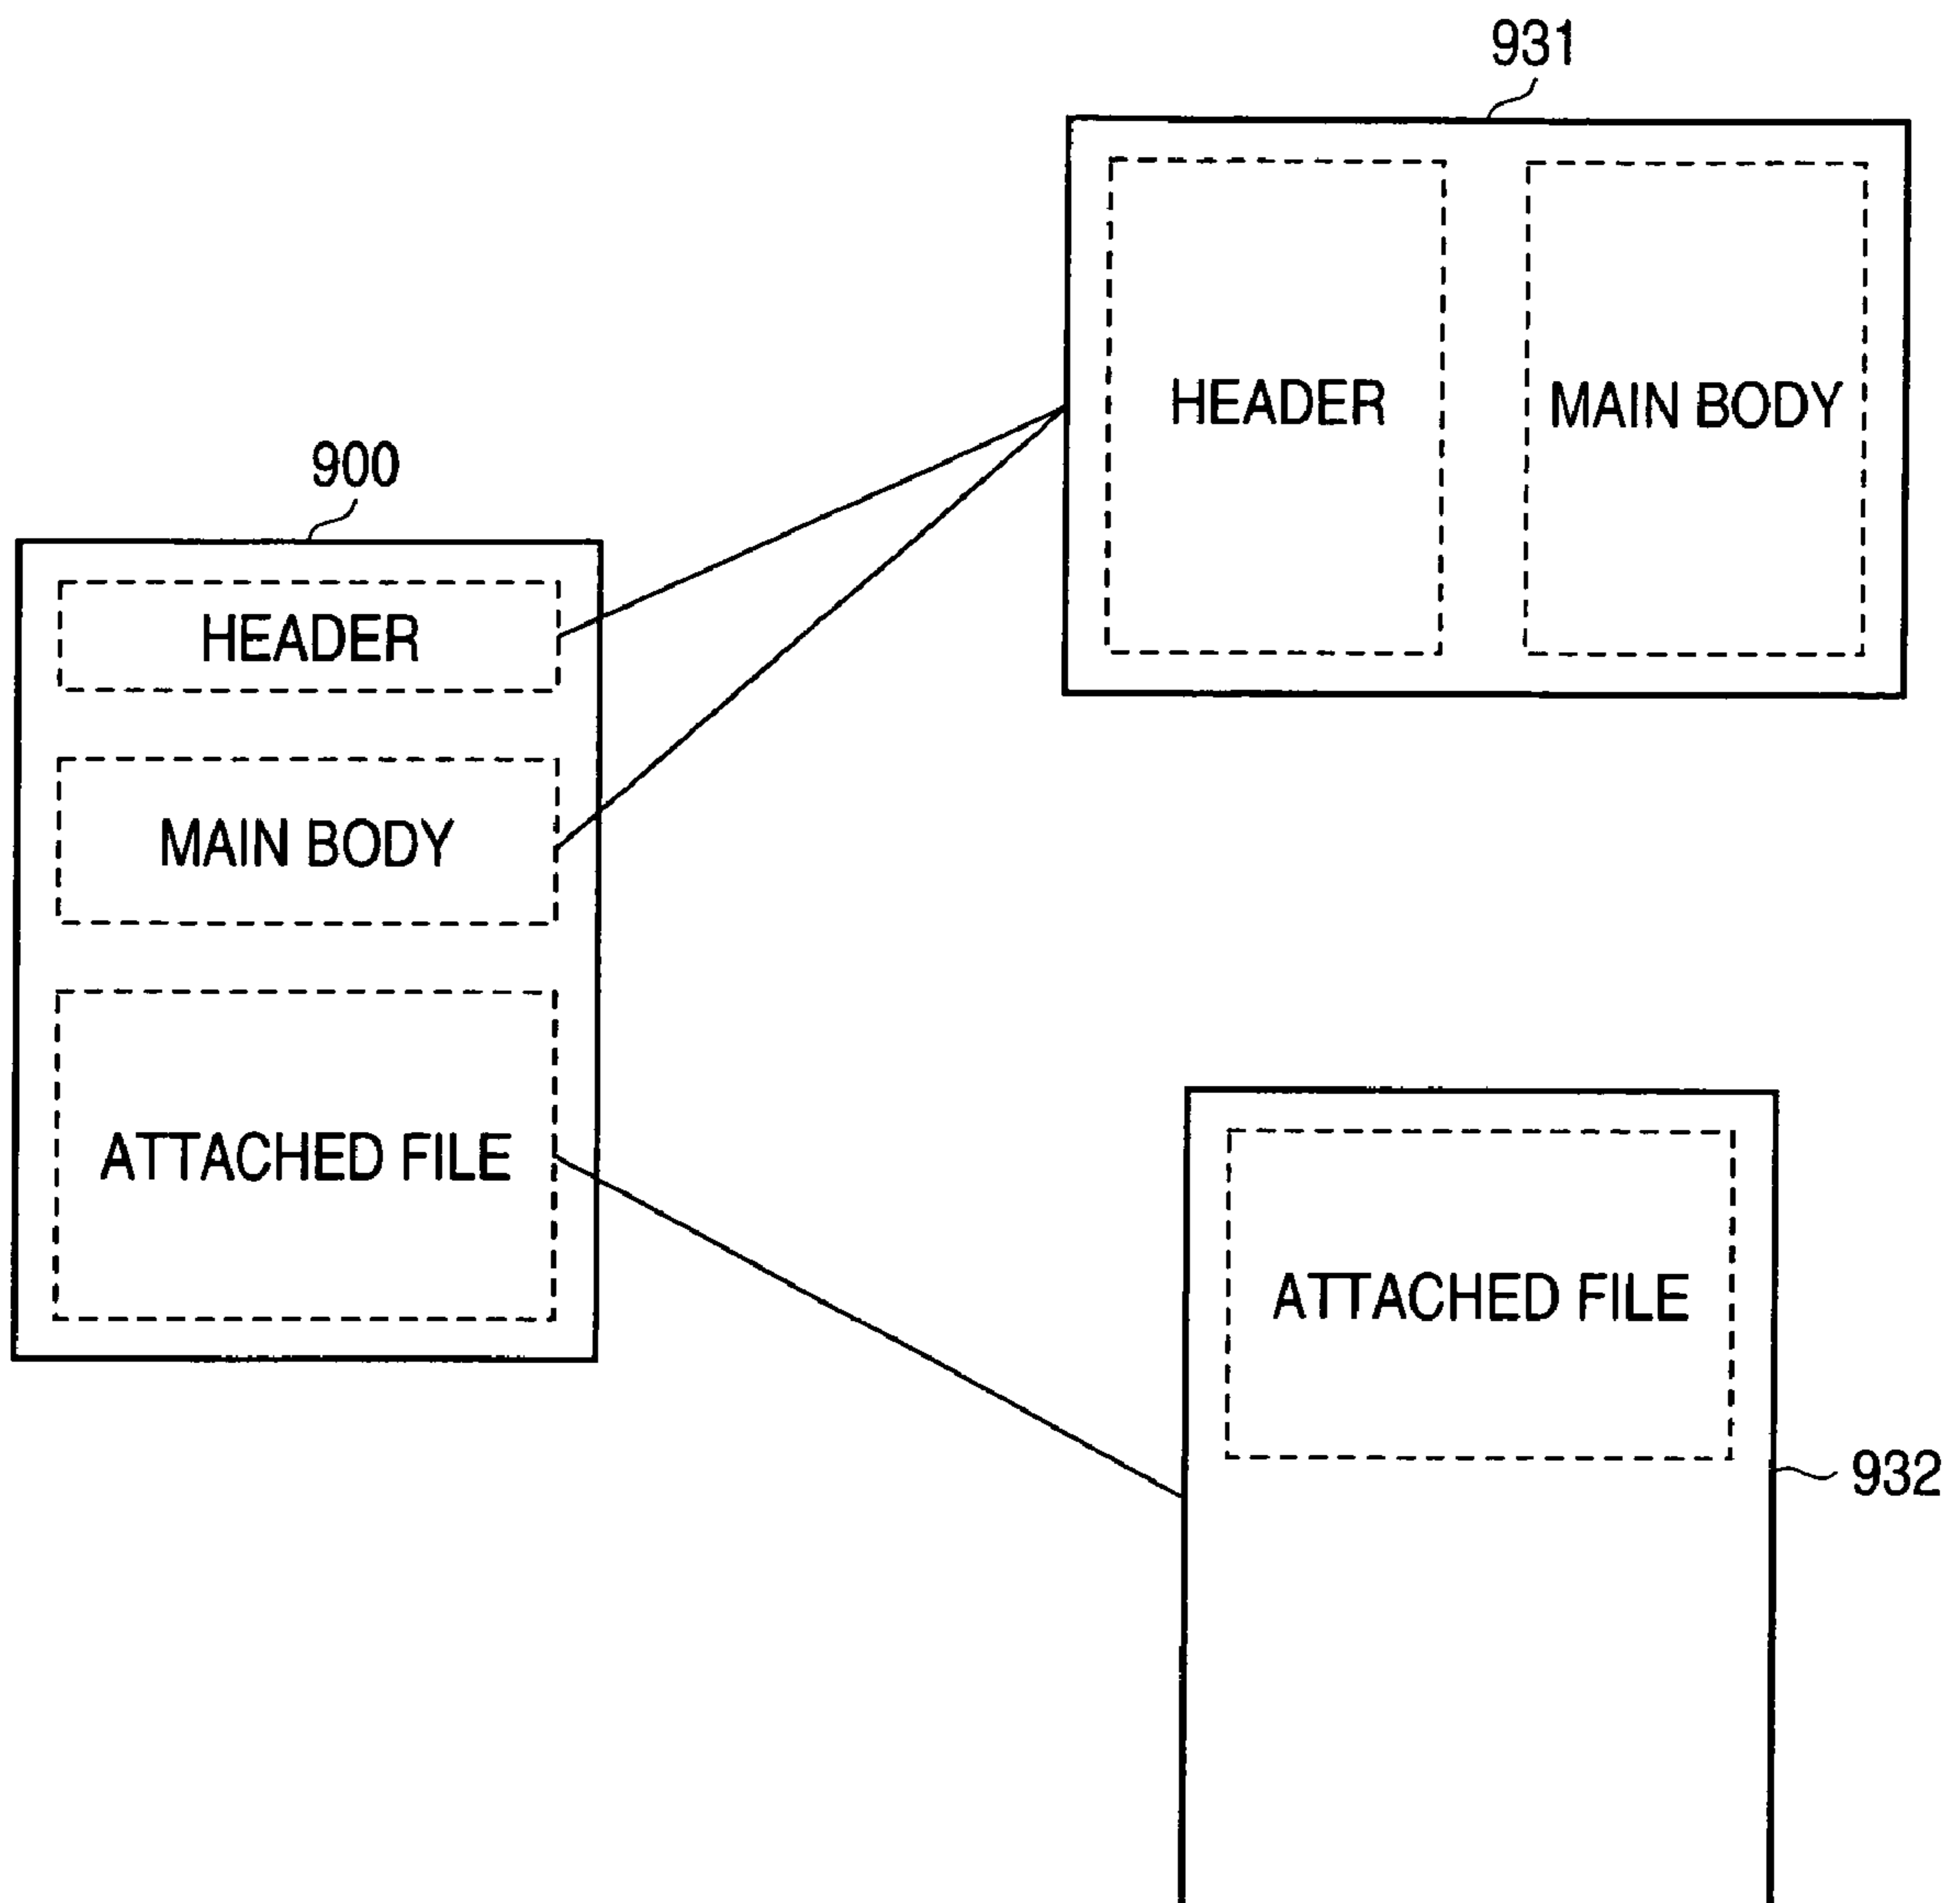 931
HEADER
MAIN BODY
900
HEADER
MAIN BODY
ATTACHED FILE
ATTACHED FILE
932